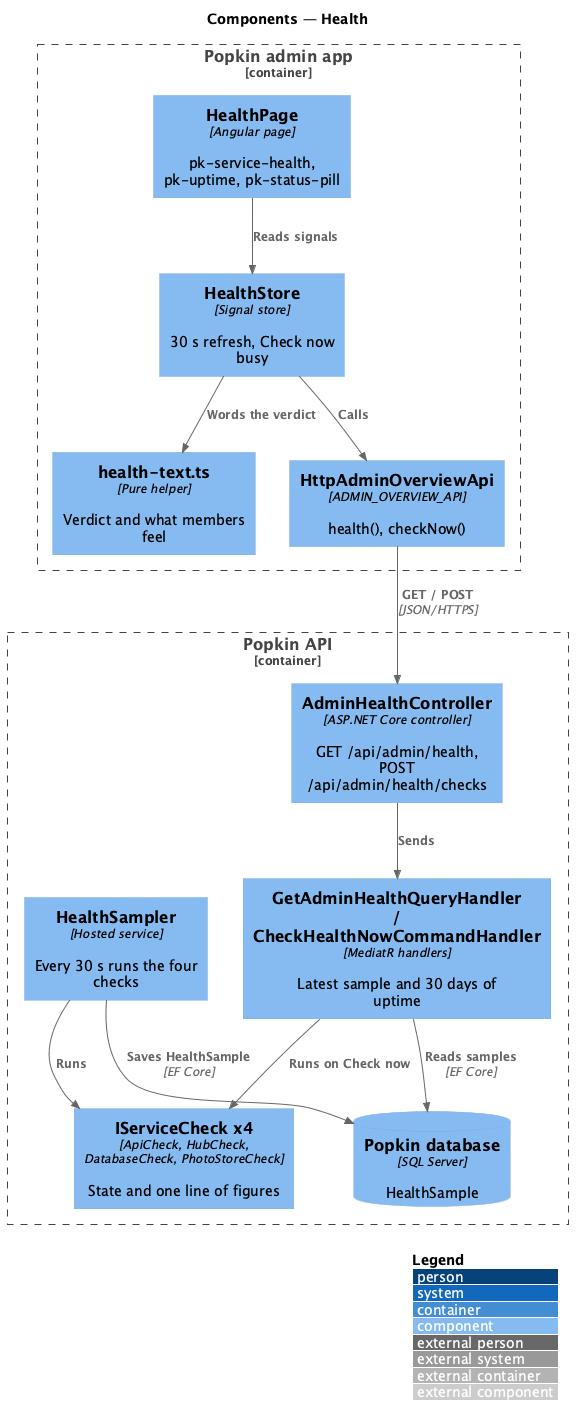 Components — Health
Popkin admin app
[container]
HealthPage
[Angular page]
pk-service-health,
pk-uptime, pk-status-pill
Reads signals
HealthStore
[Signal store]
30 s refresh, Check now
busy
Words the verdict
Calls
health-text.ts
[Pure helper]
Verdict and what members
feel
HttpAdminOverviewApi
[ADMIN_OVERVIEW_API]
health(), checkNow()
GET / POST
[JSON/HTTPS]
Popkin API
[container]
AdminHealthController
[ASP.NET Core controller]
GET /api/admin/health,
POST
/api/admin/health/checks
Sends
HealthSampler
[Hosted service]
Every 30 s runs the four
checks
GetAdminHealthQueryHandler
/
CheckHealthNowCommandHandler
[MediatR handlers]
Latest sample and 30 days of
uptime
Runs
Saves HealthSample
[EF Core]
Runs on Check now
Reads samples
[EF Core]
IServiceCheck x4
[ApiCheck, HubCheck,
DatabaseCheck, PhotoStoreCheck]
State and one line of figures
Popkin database
[SQL Server]
HealthSample
Legend
person
system
container
component
external person
external system
external container
external component